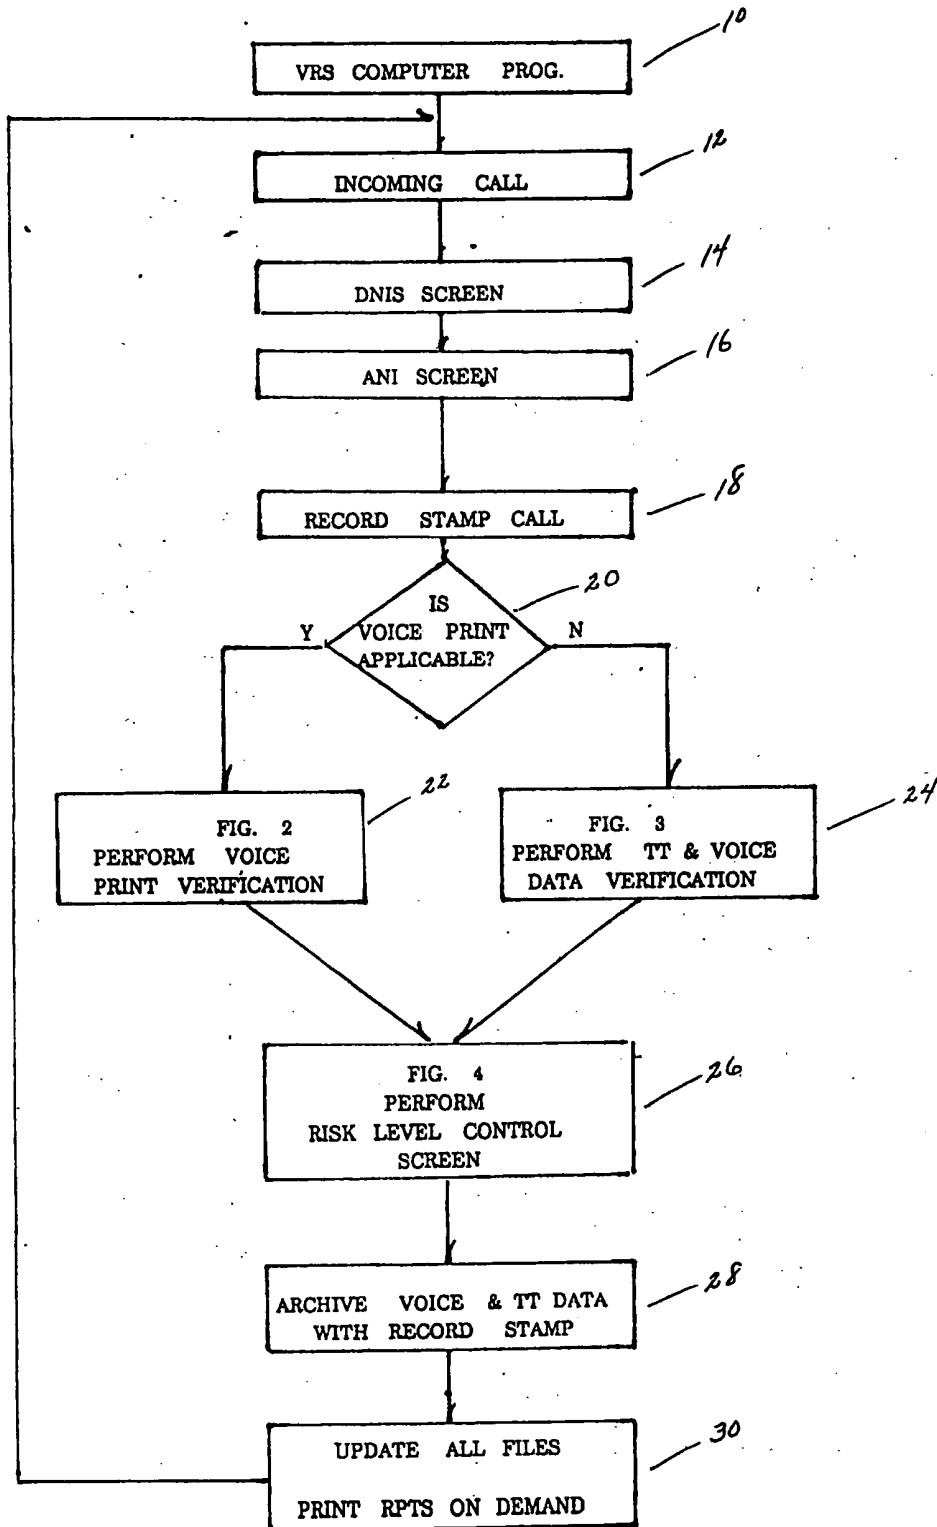 10
VRS COMPUTER PROG.
12
INCOMING CALL
14
DNIS SCREEN
16
ANI SCREEN
18
RECORD STAMP CALL
20
IS
VOICE PRINT
APPLICABLE?
Y
N
22
FIG. 2
PERFORM VOICE
PRINT VERIFICATION
24
FIG. 3
PERFORM TT & VOICE
DATA VERIFICATION
26
FIG. 4
PERFORM
RISK LEVEL CONTROL
SCREEN
28
ARCHIVE VOICE & TT DATA
WITH RECORD STAMP
30
UPDATE ALL FILES
PRINT RPTS ON DEMAND